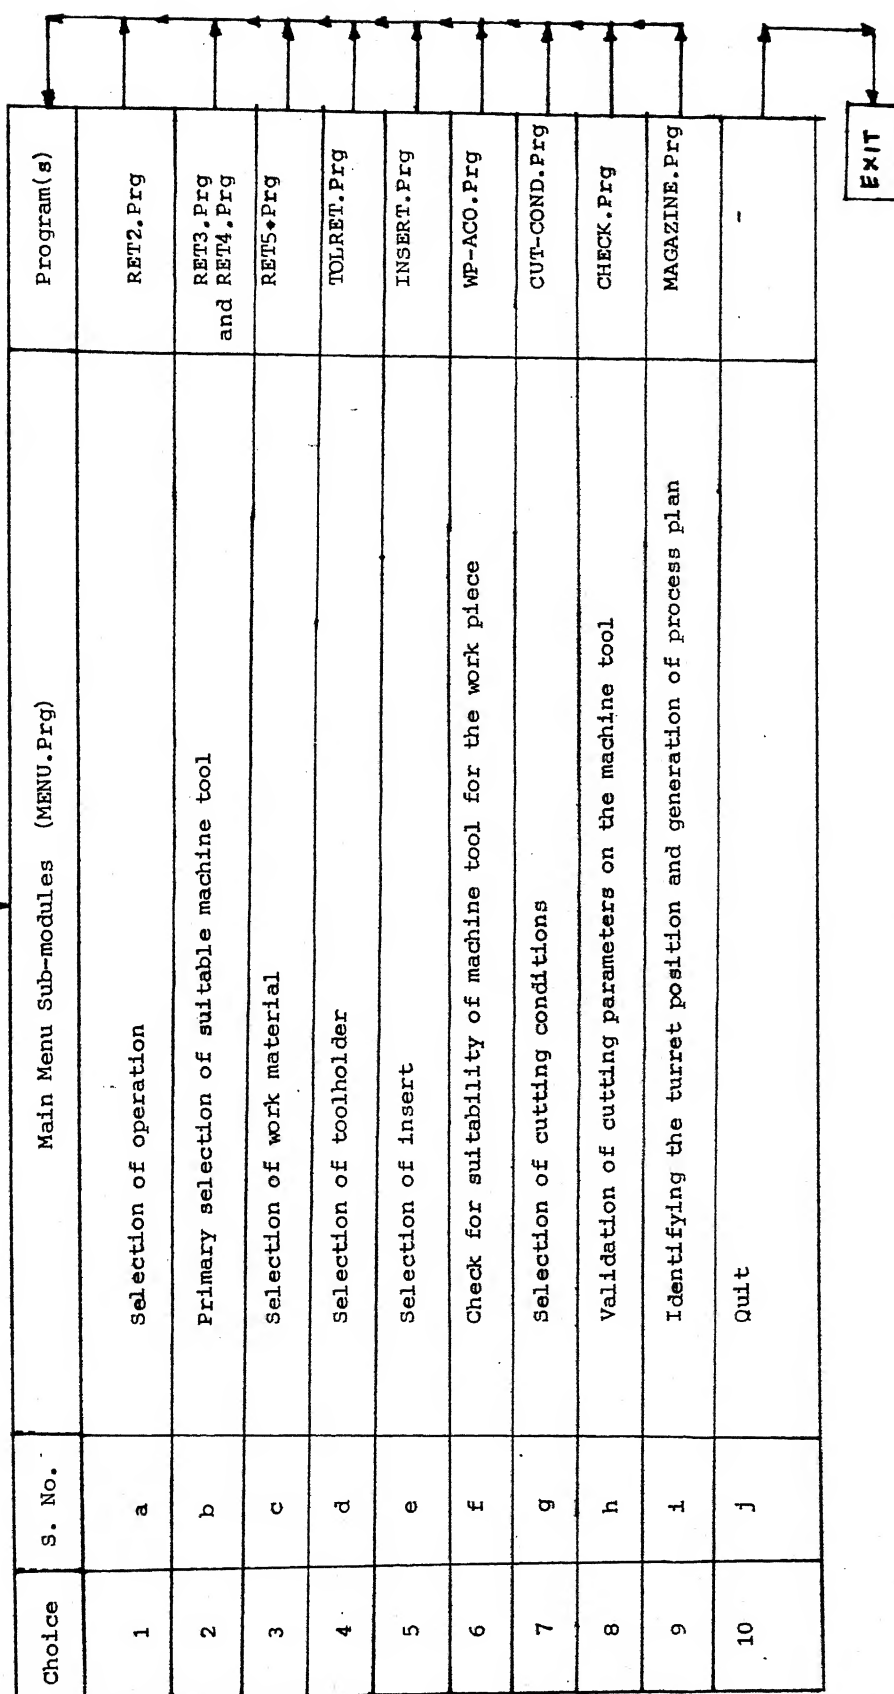 Choice S. No. Main Menu Sub-modules (MENU.Prg) Program(s)
1 a Selection of operation RET2.Prg
2 b Primary selection of suitable machine tool RET3.Prg
and RET4.Prg
3 c Selection of work material RET5.Prg
4 d Selection of toolholder TOLRET.Prg
5 e Selection of insert INSERT.Prg
6 f Check for suitability of machine tool for the work piece WP-ACO.Prg
7 g Selection of cutting conditions CUT-COND.Prg
8 h Validation of cutting parameters on the machine tool CHECK.Prg
9 i Identifying the turret position and generation of process plan MAGAZINE.Prg
10 j Quit -
EXIT